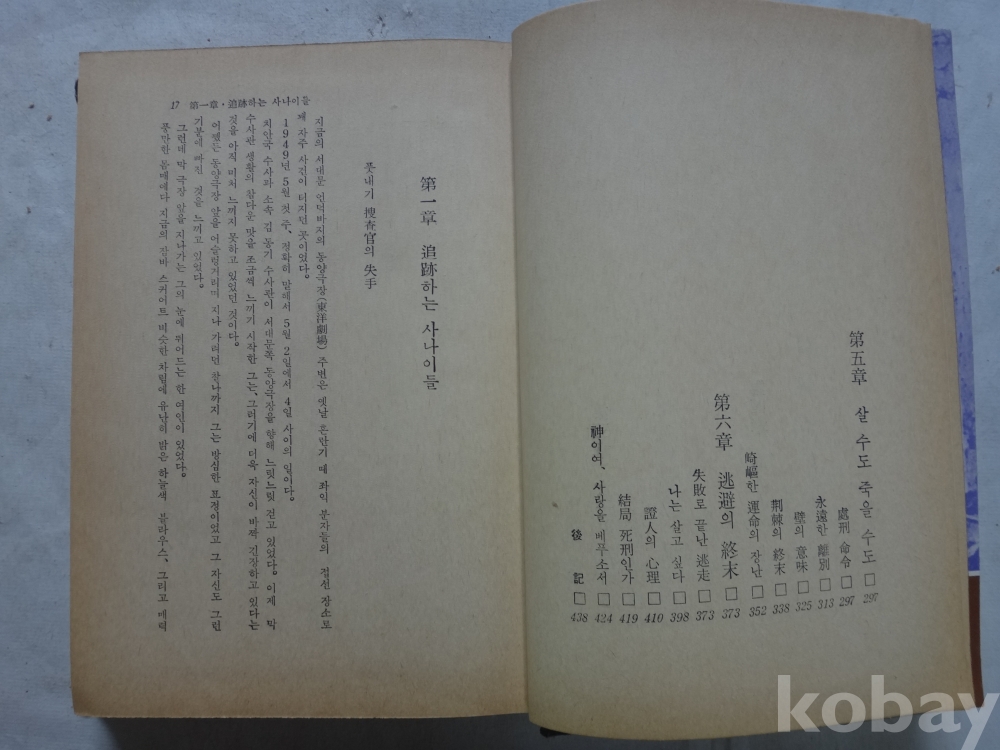 第五章 살 수도 죽을 수도 □ 297
處刑 命令 □ 297
永遠한 離別 □ 313
壁의 意味 □ 325
荊棘의 終末 □ 338
崎嶇한 運命의 장난 □ 352
第六章 逃避의 終末 □ 373
失敗로 끝난 逃走 □ 373
나는 살고 싶다 □ 398
證人의 心理 □ 410
結局 死刑인가 □ 419
神이여, 사랑을 베푸소서 □ 424
後 記 □ 438
17 第一章・追跡하는 사나이들
第一章 追跡하는 사나이들
풋내기 搜査官의 失手
지금의 서대문 언덕바지의 동양극장(東洋劇場) 주변은 옛날 혼란기 때 좌익 분자들의 접선 장소로
꽤 자주 사건이 터지던 곳이었다.
1949년 5월 첫 주, 정확히 말해서 5월 2일에서 4일 사이의 일이다.
치안국 수사과 소속 김 동기 수사관이 서대문쪽 동양극장을 향해 느릿느릿 걷고 있었다. 이제 막
수사관 생활의 참다운 맛을 조금씩 느끼기 시작한 그는, 그러기에 더욱 자신이 바짝 긴장하고 있다는
것을 아직 미처 느끼지 못하고 있었던 것이다.
어쨌든 동양극장 앞을 어슬렁거리며 지나 가려던 찰나까지 그는 방심한 표정이었고 그 자신도 그런
기분에 빠진 것을 느끼고 있었다.
그런데 막 극장 앞을 지나가는 그의 눈에 뛰어드는 한 여인이 있었다.
풍만한 몸매에다 지금의 감바 스커어트 비슷한 차림에 유난히 밝은 하늘색 블라우스, 그리고 매력
kobay